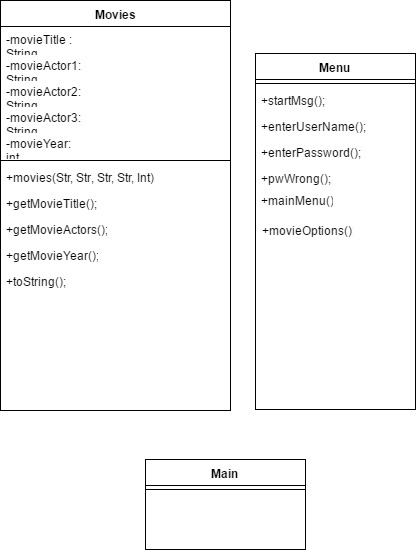 Movies
-movieTitle :
String
-movieActor1:
String
-movieActor2:
String
-movieActor3:
String
-movieYear:
int
+movies(Str, Str, Str, Str, Int)
+getMovieTitle();
+getMovieActors();
+getMovieYear();
+toString();
Menu
+startMsg();
+enterUserName();
+enterPassword();
+pwWrong();
+mainMenu()
+movieOptions()
Main